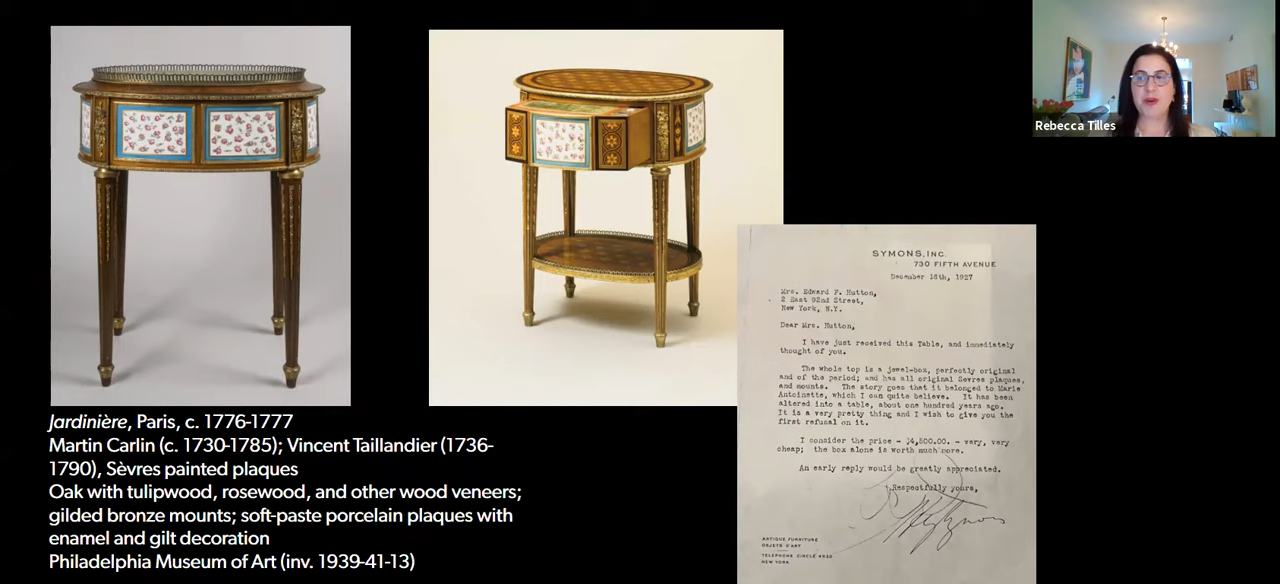 Rebecca Tilles
Jardinière, Paris, c. 1776-1777
Martin Carlin (c. 1730-1785); Vincent Taillandier (1736-
1790), Sèvres painted plaques
Oak with tulipwood, rosewood, and other wood veneers;
gilded bronze mounts; soft-paste porcelain plaques with
enamel and gilt decoration
Philadelphia Museum of Art (inv. 1939-41-13)
SYMONS, INC.
730 FIFTH AVENUE
December 16th, 1927
Mrs. Edward F. Hutton,
2 East 92nd Street,
New York, N.Y.
Dear Mrs. Hutton,
I have just received this Table, and immediately
thought of you.
The whole top is a jewel-box, perfectly original
and of the period; and has all original Sevres plaques,
and mounts. The story goes that it belonged to Marie
Antoinette, which I can quite believe. It has been
altered into a table, about one hundred years ago.
It is a very pretty thing and I wish to give you the
first refusal on it.
I consider the price - $4,500.00. - very, very
cheap; the box alone is worth much more.
An early reply would be greatly appreciated.
Respectfully yours,
ANTIQUE FURNITURE
OBJETS D'ART
TELEPHONE CIRCLE 4830
NEW YORK